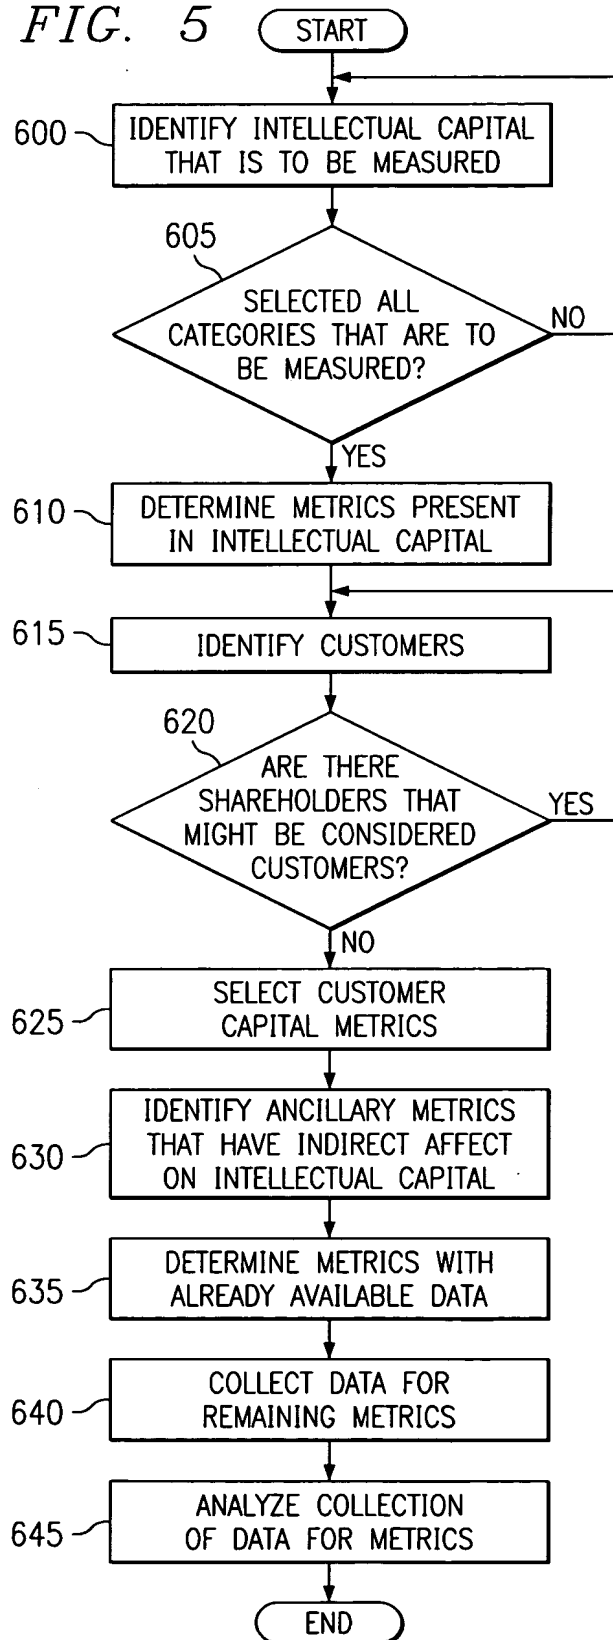 FIG. 5
START
600
IDENTIFY INTELLECTUAL CAPITAL
THAT IS TO BE MEASURED
605
SELECTED ALL
CATEGORIES THAT ARE TO
BE MEASURED?
NO
YES
610
DETERMINE METRICS PRESENT
IN INTELLECTUAL CAPITAL
615
IDENTIFY CUSTOMERS
620
ARE THERE
SHAREHOLDERS THAT
MIGHT BE CONSIDERED
CUSTOMERS?
YES
NO
625
SELECT CUSTOMER
CAPITAL METRICS
630
IDENTIFY ANCILLARY METRICS
THAT HAVE INDIRECT AFFECT
ON INTELLECTUAL CAPITAL
635
DETERMINE METRICS WITH
ALREADY AVAILABLE DATA
640
COLLECT DATA FOR
REMAINING METRICS
645
ANALYZE COLLECTION
OF DATA FOR METRICS
END